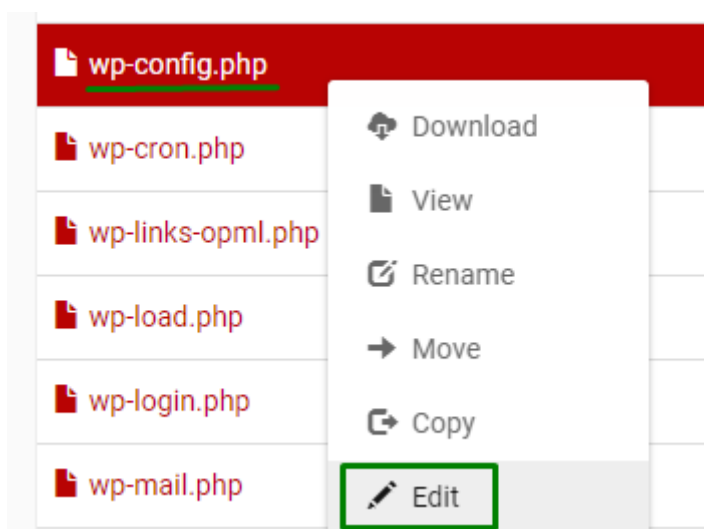 wp-config.php
Download
wp-cron.php
View
wp-links-opml.php
Rename
wp-load.php
Move
wp-login.php
Copy
wp-mail.php
Edit